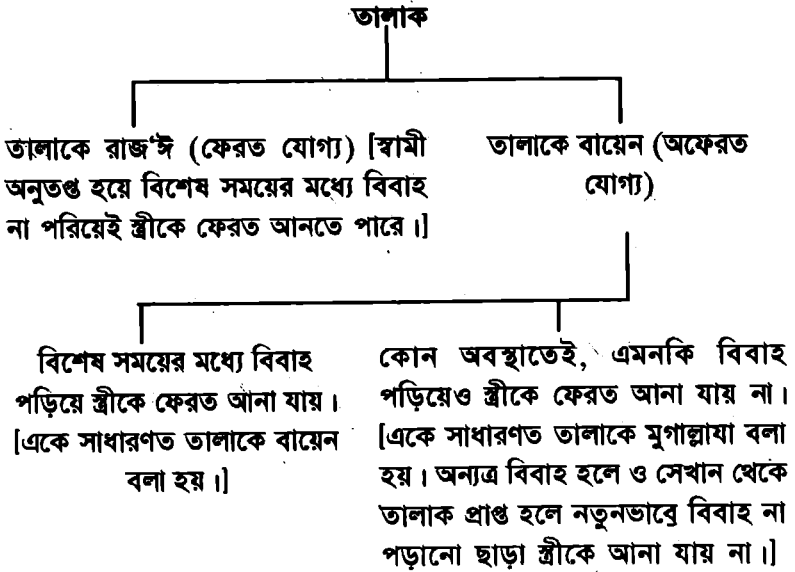 তালাক
তালাকে রাজ‘ঈ (ফেরত যোগ্য) [স্বামী
অনুতপ্ত হয়ে বিশেষ সময়ের মধ্যে বিবাহ
না পরিয়েই স্ত্রীকে ফেরত আনতে পারে।]
তালাকে বায়েন (অফেরত
যোগ্য)
বিশেষ সময়ের মধ্যে বিবাহ
পড়িয়ে স্ত্রীকে ফেরত আনা যায়।
[একে সাধারণত তালাকে বায়েন
বলা হয়।]
কোন অবস্থাতেই, এমনকি বিবাহ
পড়িয়েও স্ত্রীকে ফেরত আনা যায় না।
[একে সাধারণত তালাকে মুগাল্লাযা বলা
হয়। অন্যত্র বিবাহ হলে ও সেখান থেকে
তালাক প্রাপ্ত হলে নতুনভাবে বিবাহ না
পড়ানো ছাড়া স্ত্রীকে আনা যায় না।]